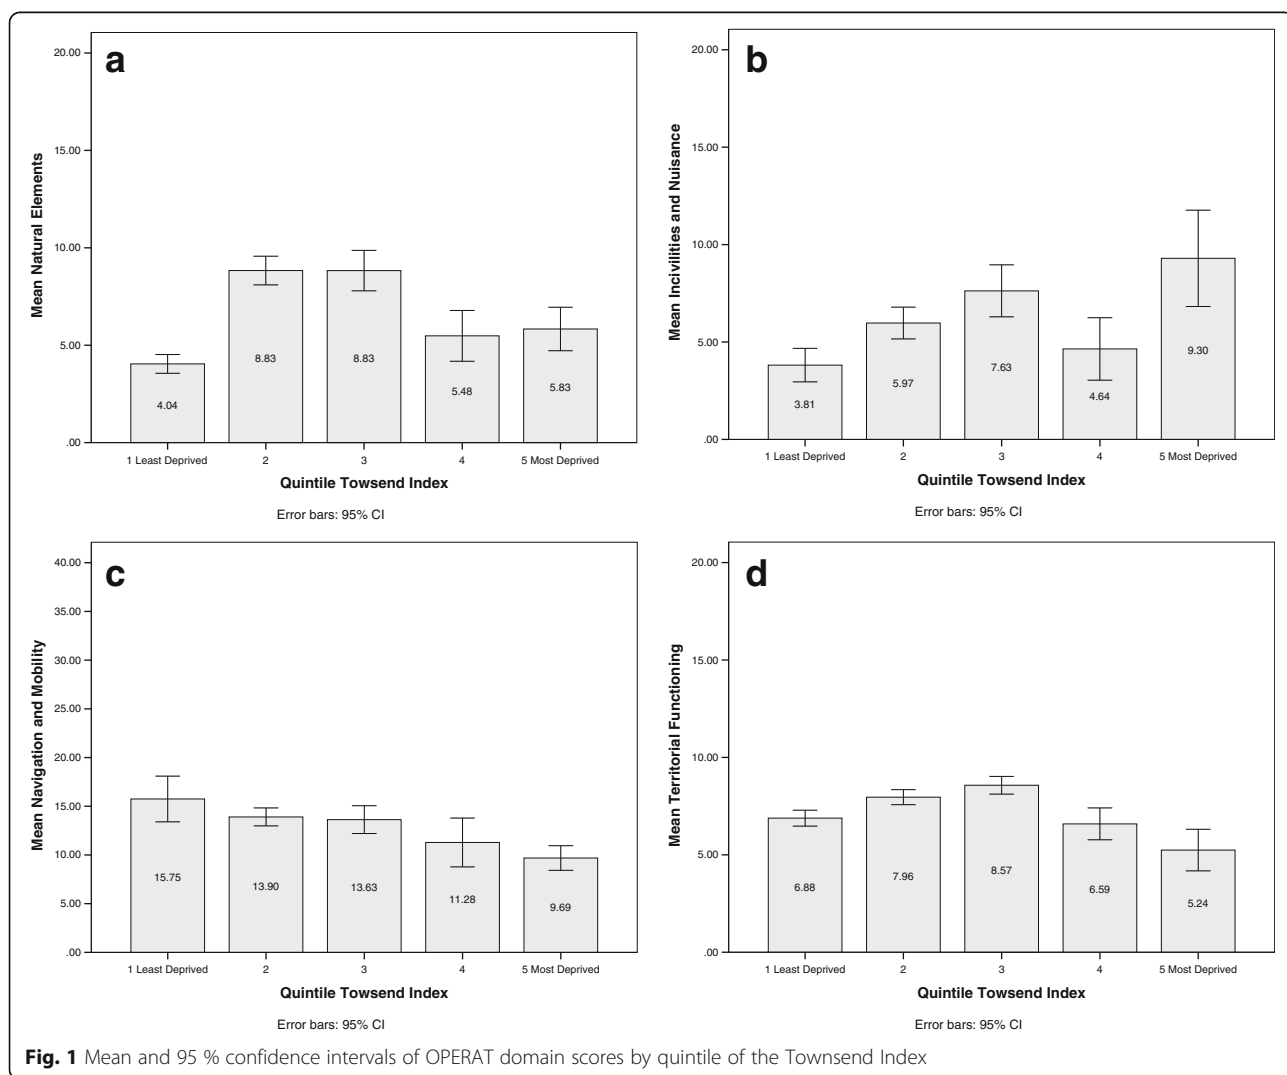 a
20.00
15.00
10.00
5.00
.00
Mean Natural Elements
4.04
8.83
8.83
5.48
5.83
1 Least Deprived
2
3
4
5 Most Deprived
Quintile Towsend Index
Error bars: 95% CI
b
20.00
15.00
10.00
5.00
.00
Mean Incivilities and Nuisance
3.81
5.97
7.63
4.64
9.30
1 Least Deprived
2
3
4
5 Most Deprived
Quintile Towsend Index
Error bars: 95% CI
c
40.00
35.00
30.00
25.00
20.00
15.00
10.00
5.00
.00
Mean Navigation and Mobility
15.75
13.90
13.63
11.28
9.69
1 Least Deprived
2
3
4
5 Most Deprived
Quintile Towsend Index
Error bars: 95% CI
d
20.00
15.00
10.00
5.00
.00
Mean Territorial Functioning
6.88
7.96
8.57
6.59
5.24
1 Least Deprived
2
3
4
5 Most Deprived
Quintile Towsend Index
Error bars: 95% CI
Fig. 1 Mean and 95 % confidence intervals of OPERAT domain scores by quintile of the Townsend Index